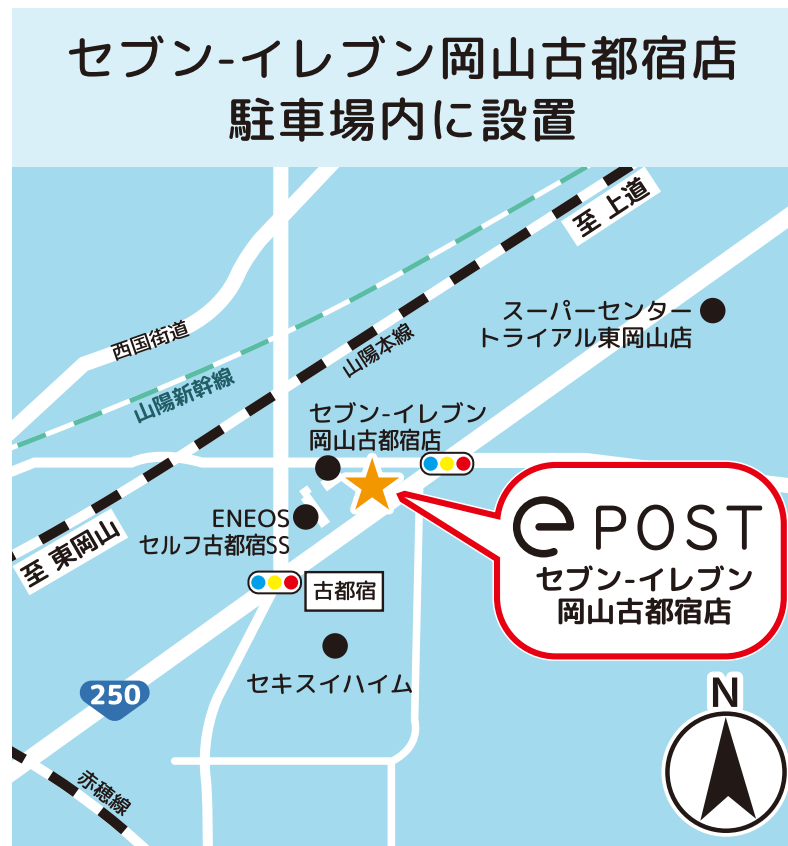 セブン-イレブン岡山古都宿店
駐車場内に設置
至 上道
スーパーセンター
トライアル東岡山店
西国街道
山陽本線
山陽新幹線
セブン-イレブン
岡山古都宿店
ENEOS
セルフ古都宿SS
至 東岡山
e POST
セブン-イレブン
岡山古都宿店
古都宿
セキスイハイム
250
N
赤穂線